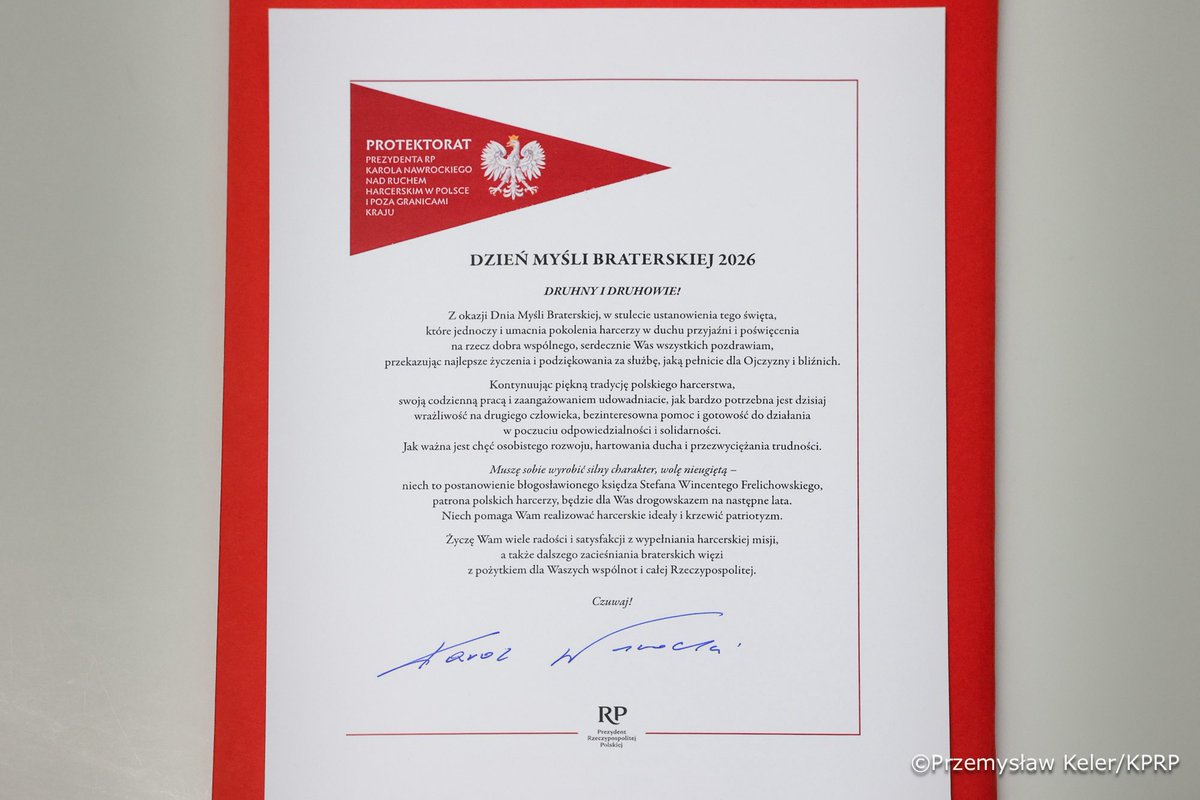 PROTEKTORAT
PREZYDENTA RP
KAROLA NAWROCKIEGO
NAD RUCHEM
HARCERSKIM W POLSCE
I POZA GRANICAMI
KRAJU
DZIEŃ MYŚLI BRATERSKIEJ 2026
DRUHNY I DRUHOWIE!
Z okazji Dnia Myśli Braterskiej, w stulecie ustanowienia tego święta,
które jednoczy i umacnia pokolenia harcerzy w duchu przyjaźni i poświęcenia
na rzecz dobra wspólnego, serdecznie Was wszystkich pozdrawiam,
przekazując najlepsze życzenia i podziękowania za służbę, jaką pełnicie dla Ojczyzny i bliźnich.
Kontynuując piękną tradycję polskiego harcerstwa,
swoją codzienną pracą i zaangażowaniem udowadniacie, jak bardzo potrzebna jest dzisiaj
wrażliwość na drugiego człowieka, bezinteresowna pomoc i gotowość do działania
w poczuciu odpowiedzialności i solidarności.
Jak ważna jest chęć osobistego rozwoju, hartowania ducha i przezwyciężania trudności.
Muszę sobie wyrobić silny charakter, wolę nieugiętą –
niech to postanowienie błogosławionego księdza Stefana Wincentego Frelichowskiego,
patrona polskich harcerzy, będzie dla Was drogowskazem na następne lata.
Niech pomaga Wam realizować harcerskie ideały i krzewić patriotyzm.
Życzę Wam wiele radości i satysfakcji z wypełniania harcerskiej misji,
a także dalszego zacieśniania braterskich więzi
z pożytkiem dla Waszych wspólnot i całej Rzeczypospolitej.
Czuwaj!
Karol Nawrocki
RP
Prezydent
Rzeczypospolitej
Polskiej
©Przemysław Keler/KPRP